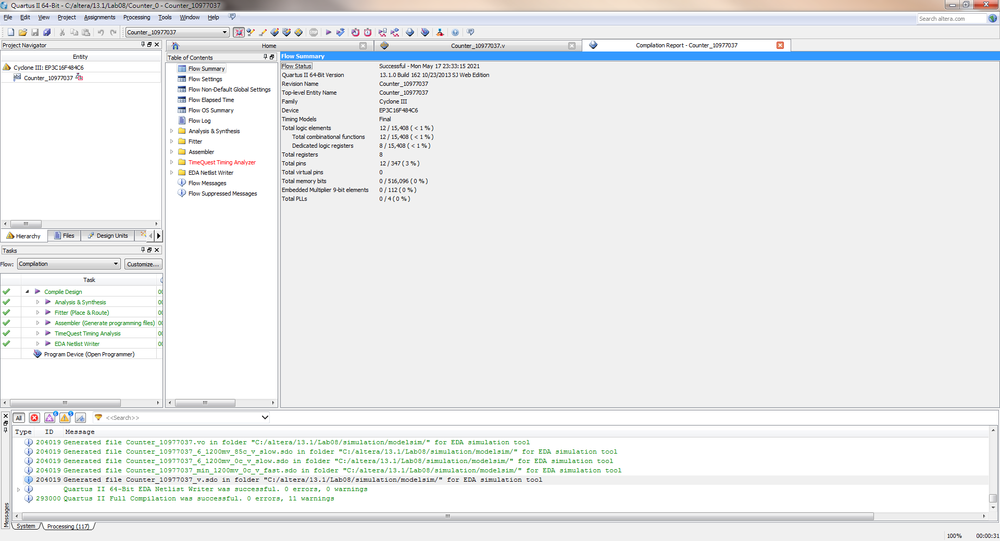 Quartus II 64-Bit - C:/altera/13.1/Lab08/Counter_0 - Counter_10977037
File Edit View Project Assignments Processing Tools Window Help
Search altera.com
Counter_10977037
Project Navigator
Entity
Cyclone III: EP3C16F484C6
Counter_10977037
Hierarchy Files Design Units
Tasks
Flow: Compilation Customize...
Task
Compile Design 00
Analysis & Synthesis 00
Fitter (Place & Route) 00
Assembler (Generate programming files) 00
TimeQuest Timing Analysis 00
EDA Netlist Writer 00
Program Device (Open Programmer)
Home
Counter_10977037.v
Compilation Report - Counter_10977037
Table of Contents
Flow Summary
Flow Settings
Flow Non-Default Global Settings
Flow Elapsed Time
Flow OS Summary
Flow Log
Analysis & Synthesis
Fitter
Assembler
TimeQuest Timing Analyzer
EDA Netlist Writer
Flow Messages
Flow Suppressed Messages
Flow Summary
Flow Status Successful - Mon May 17 23:33:15 2021
Quartus II 64-Bit Version 13.1.0 Build 162 10/23/2013 SJ Web Edition
Revision Name Counter_10977037
Top-level Entity Name Counter_10977037
Family Cyclone III
Device EP3C16F484C6
Timing Models Final
Total logic elements 12 / 15,408 ( < 1 % )
Total combinational functions 12 / 15,408 ( < 1 % )
Dedicated logic registers 8 / 15,408 ( < 1 % )
Total registers 8
Total pins 12 / 347 ( 3 % )
Total virtual pins 0
Total memory bits 0 / 516,096 ( 0 % )
Embedded Multiplier 9-bit elements 0 / 112 ( 0 % )
Total PLLs 0 / 4 ( 0 % )
All 6 5 <<Search>>
Type ID Message
204019 Generated file Counter_10977037.vo in folder "C:/altera/13.1/Lab08/simulation/modelsim/" for EDA simulation tool
204019 Generated file Counter_10977037_6_1200mv_85c_v_slow.sdo in folder "C:/altera/13.1/Lab08/simulation/modelsim/" for EDA simulation tool
204019 Generated file Counter_10977037_6_1200mv_0c_v_slow.sdo in folder "C:/altera/13.1/Lab08/simulation/modelsim/" for EDA simulation tool
204019 Generated file Counter_10977037_min_1200mv_0c_v_fast.sdo in folder "C:/altera/13.1/Lab08/simulation/modelsim/" for EDA simulation tool
204019 Generated file Counter_10977037_v.sdo in folder "C:/altera/13.1/Lab08/simulation/modelsim/" for EDA simulation tool
Quartus II 64-Bit EDA Netlist Writer was successful. 0 errors, 0 warnings
293000 Quartus II Full Compilation was successful. 0 errors, 11 warnings
Messages
System Processing (117)
100% 00:00:31